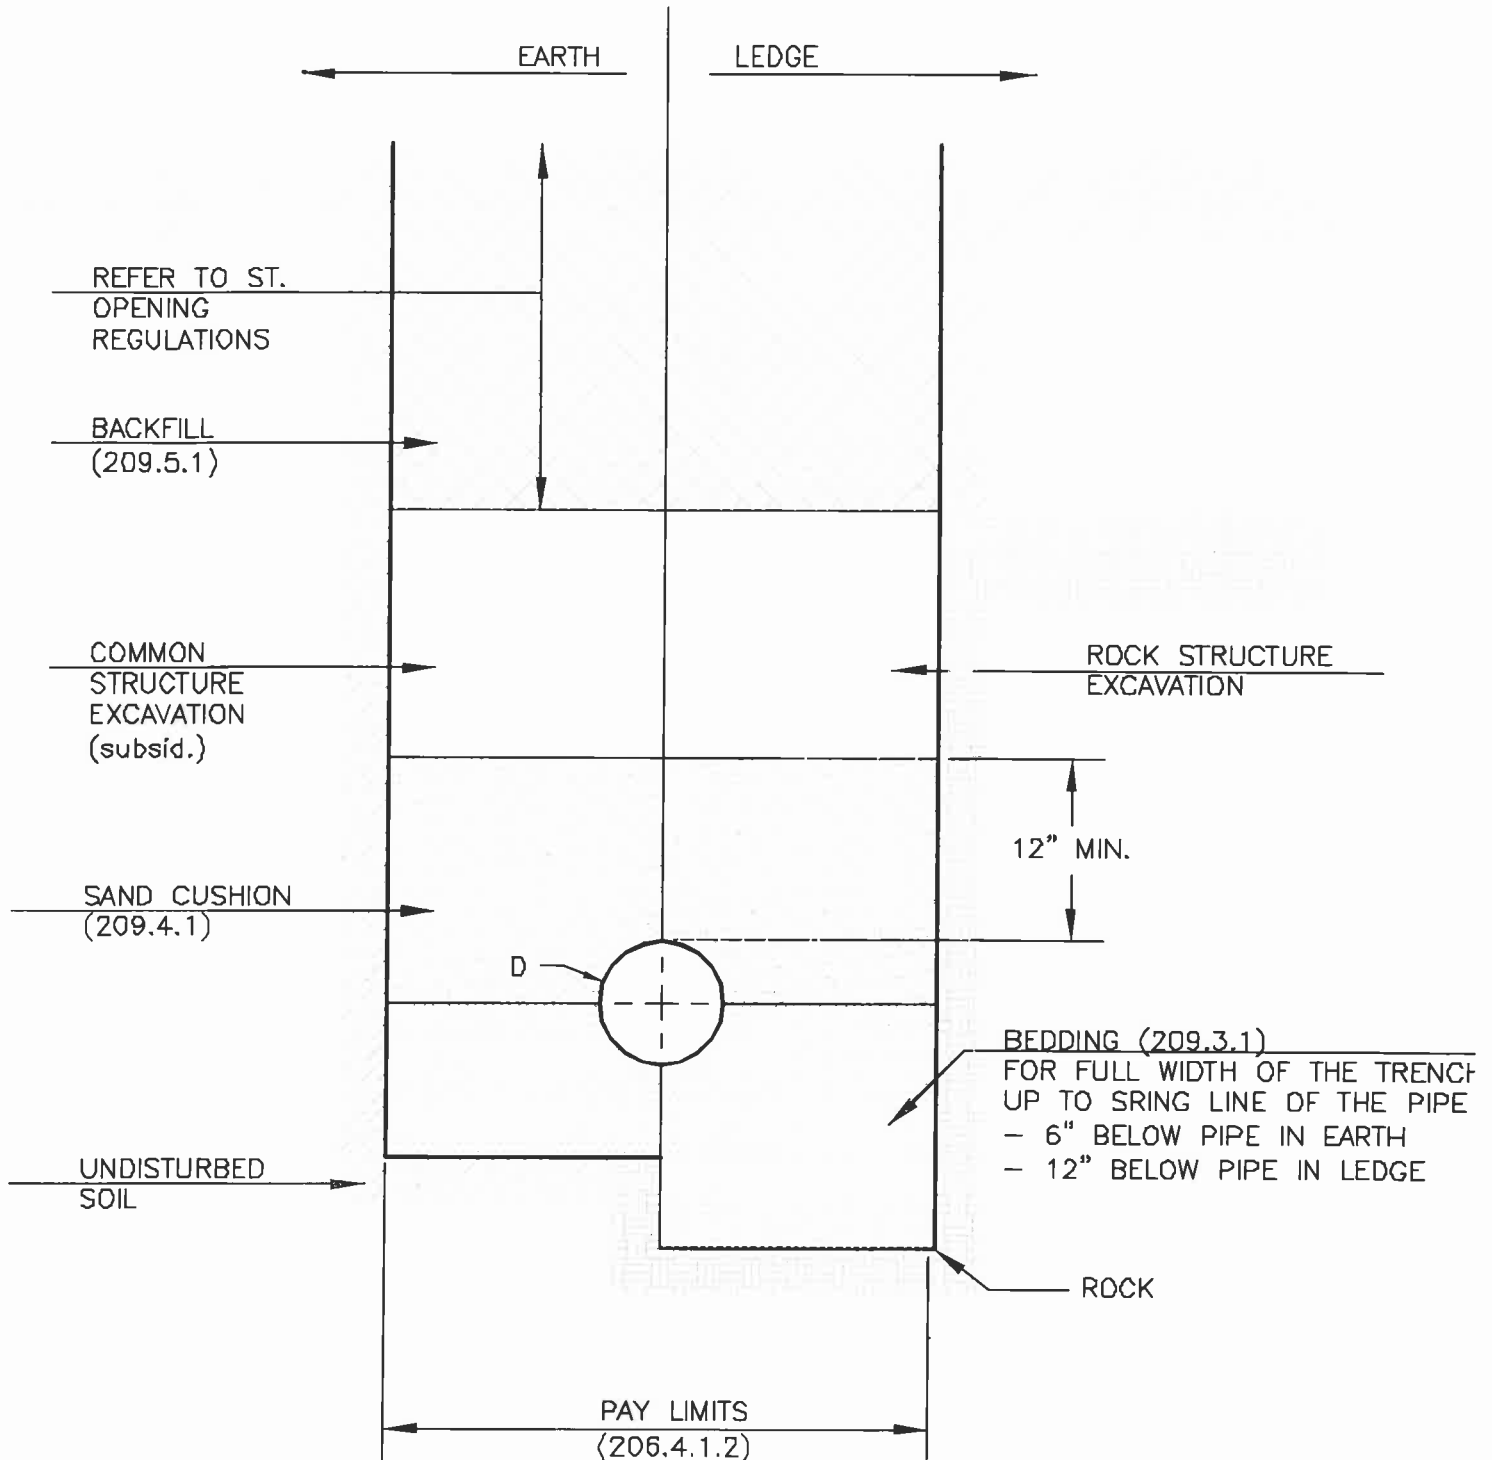 EARTH
LEDGE
REFER TO ST.
OPENING
REGULATIONS
BACKFILL
(209.5.1)
COMMON
STRUCTURE
EXCAVATION
(subsid.)
ROCK STRUCTURE
EXCAVATION
12" MIN.
SAND CUSHION
(209.4.1)
D
BEDDING (209.3.1)
FOR FULL WIDTH OF THE TRENCH
UP TO SRING LINE OF THE PIPE
- 6" BELOW PIPE IN EARTH
- 12" BELOW PIPE IN LEDGE
UNDISTURBED
SOIL
ROCK
PAY LIMITS
(206.4.1.2)